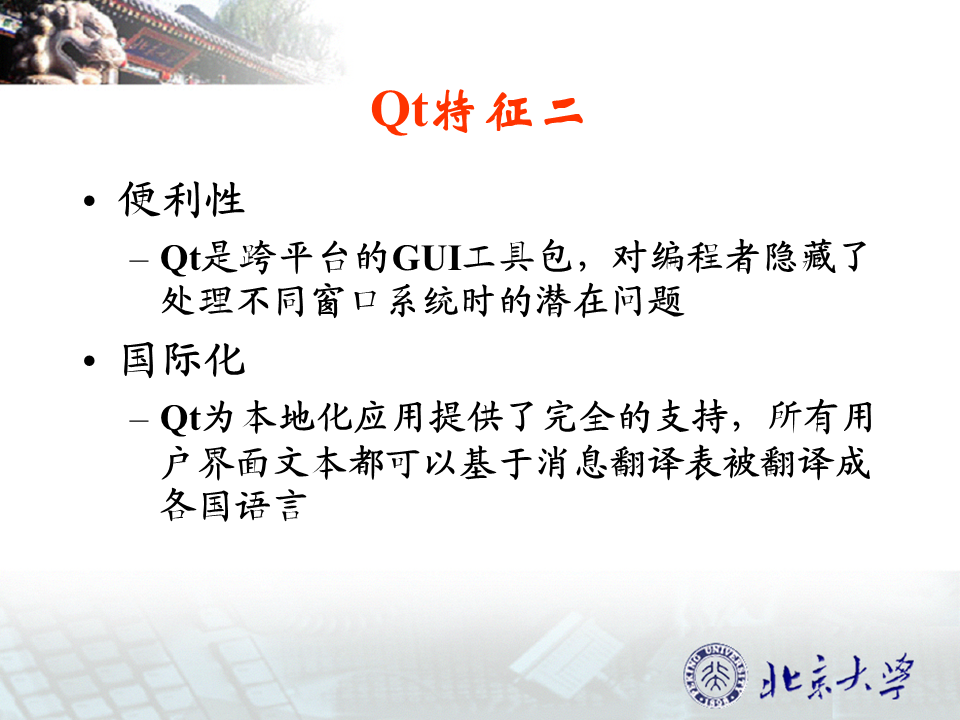 Qt特征二
• 便利性
– Qt是跨平台的GUI工具包，对编程者隐藏了
处理不同窗口系统时的潜在问题
• 国际化
– Qt为本地化应用提供了完全的支持，所有用
户界面文本都可以基于消息翻译表被翻译成
各国语言
PEKING UNIVERSITY
1898
北京大学